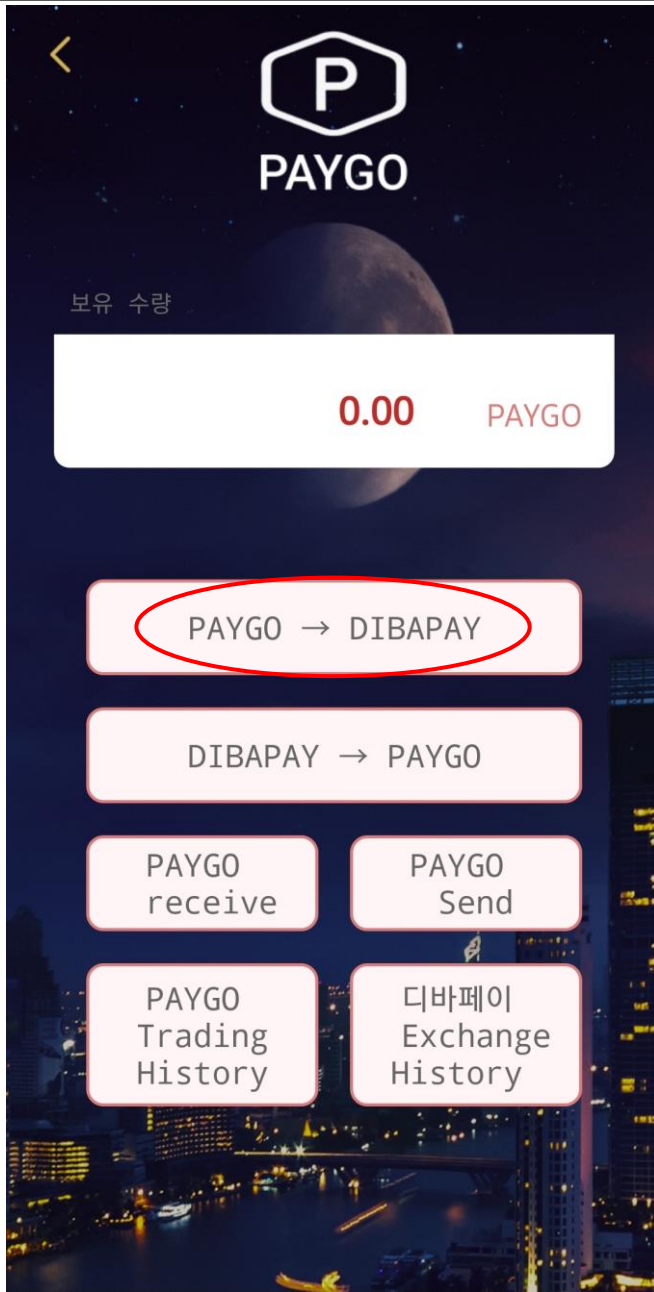 P
PAYGO
보유 수량
0.00 PAYGO
PAYGO → DIBAPAY
DIBAPAY → PAYGO
PAYGO
receive
PAYGO
Send
PAYGO
Trading
History
디바페이
Exchange
History